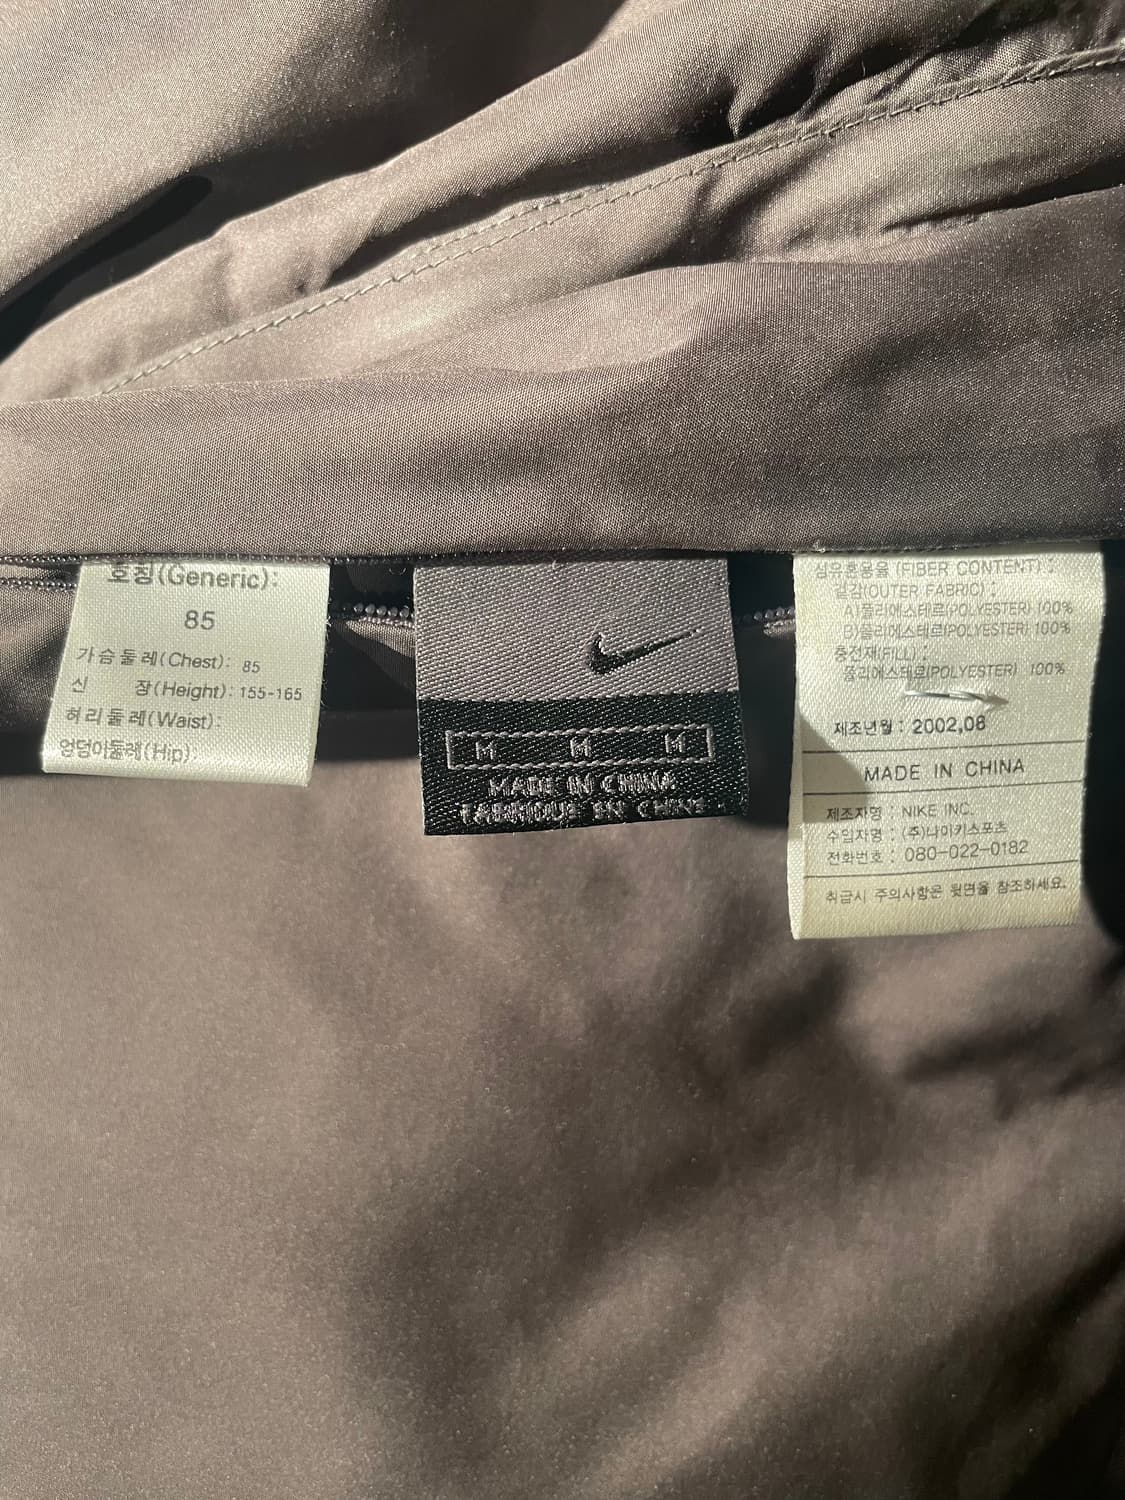 호칭(Generic):
85
가슴둘레(Chest): 85
신 장(Height): 155-165
허리둘레(Waist):
엉덩이둘레(Hip)
M M M
MADE IN CHINA
FABRIQUE EN CHINE
섬유혼용율 (FIBER CONTENT) :
겉감(OUTER FABRIC) :
A)폴리에스테르(POLYESTER) 100%
B)폴리에스테르(POLYESTER) 100%
충전재(FILL) :
폴리에스테르(POLYESTER) 100%
제조년월 : 2002,08
MADE IN CHINA
제조자명 : NIKE INC.
수입자명 : (주)나이키스포츠
전화번호 : 080-022-0182
취급시 주의사항은 뒷면을 참조하세요.